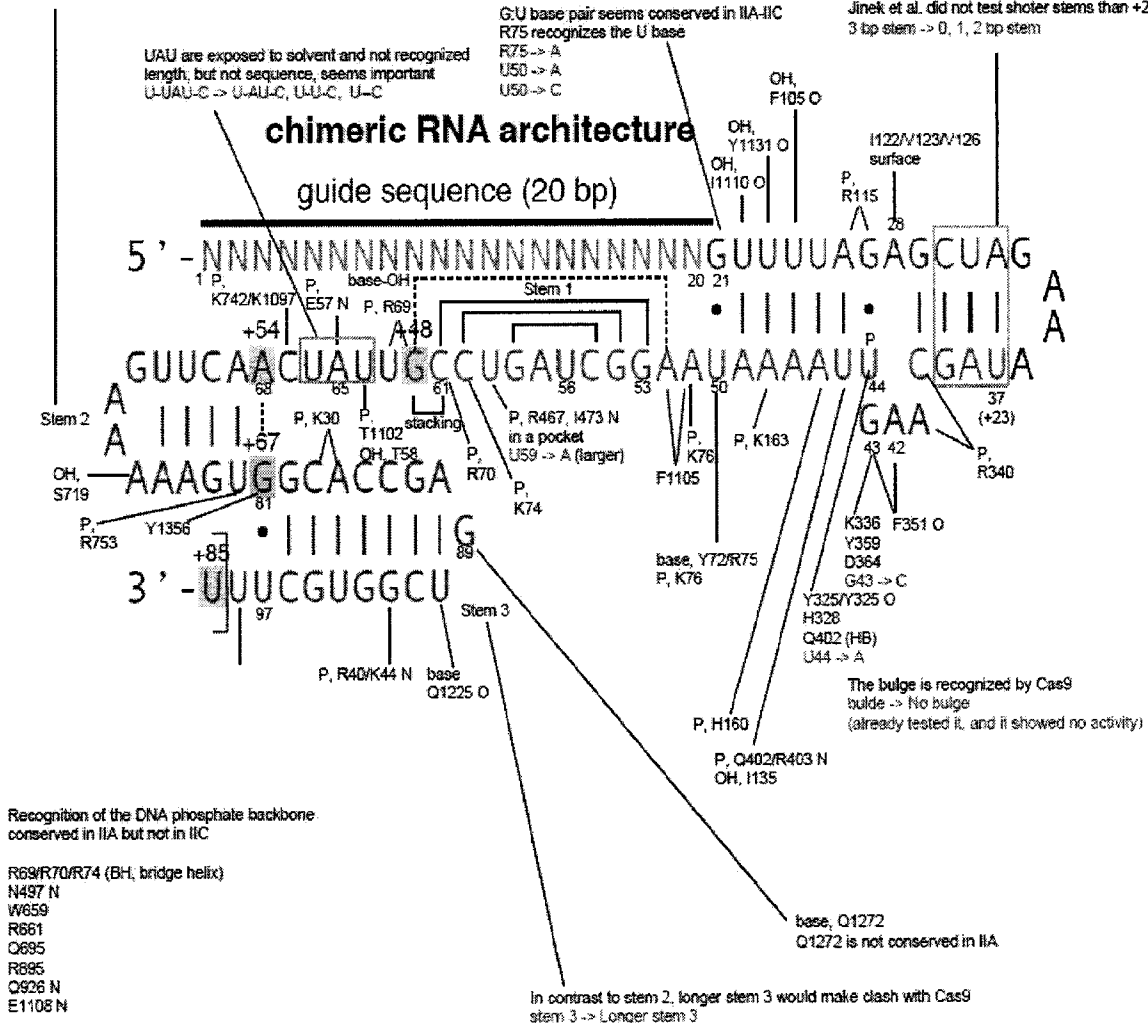 G:U base pair seems conserved in IIA-IIC
R75 recognizes the U base
R75 -> A
U50 -> A
U50 -> C
Jinek et al. did not test shoter stems than +2
3 bp stem -> 0, 1, 2 bp stem
UAU are exposed to solvent and not recognized
length, but not sequence, seems important
U-UAU-C -> U-AU-C, U-U-C, U--C
chimeric RNA architecture
guide sequence (20 bp)
OH,
F105 O
OH,
Y1131 O
OH,
I1110 O
P,
R115
I122/V123/V126
surface
28
5'-NNNNNNNNNNNNNNNNNNNNGUUUUAGAGCUAG
1
20 21
A
A
P,
K742/K1097
P,
E57 N
base-OH
P, R69
Stem 1
+54
+48
P
GUUCAACUAUUGCCUGAUCGGAAUAAAAUU CGAUA
68 65 61 56 53 50 44 37
(+23)
GAA
43 42
A
A
Stem 2
stacking
P, K30
P,
T1102
OH, T58
P, R467, I473 N
in a pocket
U59 -> A (larger)
P,
R70
P,
K74
F1105
P,
K76
P, K163
P,
R340
+67
AAAGUGGCACCGA
81
OH,
S719
P,
R753
Y1356
G
89
+85
3'-UUUCGUGGCU
97
Stem 3
base, Y72/R75
P, K76
K336
Y359
D364
G43 -> C
F351 O
Y325/Y325 O
H328
Q402 (HB)
U44 -> A
P, R40/K44 N
base
Q1225 O
The bulge is recognized by Cas9
bulde -> No bulge
(already tested it, and it showed no activity)
P, H160
P, Q402/R403 N
OH, I135
Recognition of the DNA phosphate backbone
conserved in IIA but not in IIC
R69/R70/R74 (BH, bridge helix)
N497 N
W659
R661
Q695
R895
Q926 N
E1108 N
base, Q1272
Q1272 is not conserved in IIA
In contrast to stem 2, longer stem 3 would make clash with Cas9
stem 3 -> Longer stem 3